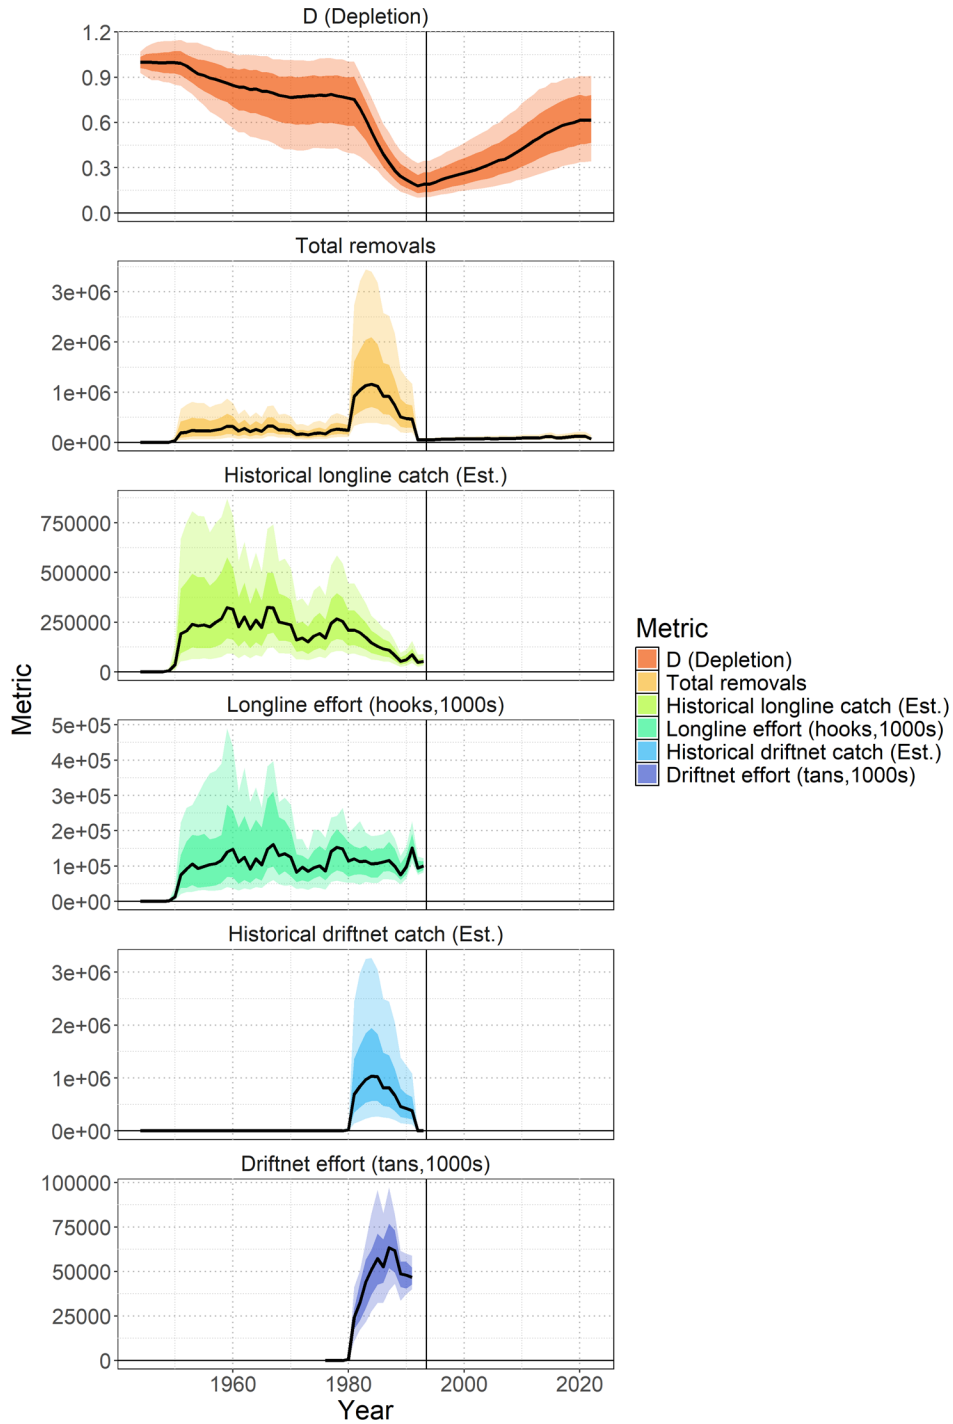 D (Depletion)
1.2
0.9
0.6
0.3
0.0
Total removals
3e+06
2e+06
1e+06
0e+00
Historical longline catch (Est.)
750000
500000
250000
0
Longline effort (hooks,1000s)
5e+05
4e+05
3e+05
2e+05
1e+05
0e+00
Historical driftnet catch (Est.)
3e+06
2e+06
1e+06
0e+00
Driftnet effort (tans,1000s)
100000
75000
50000
25000
0
1960 1980 2000 2020
Year
Metric
Metric
D (Depletion)
Total removals
Historical longline catch (Est.)
Longline effort (hooks,1000s)
Historical driftnet catch (Est.)
Driftnet effort (tans,1000s)